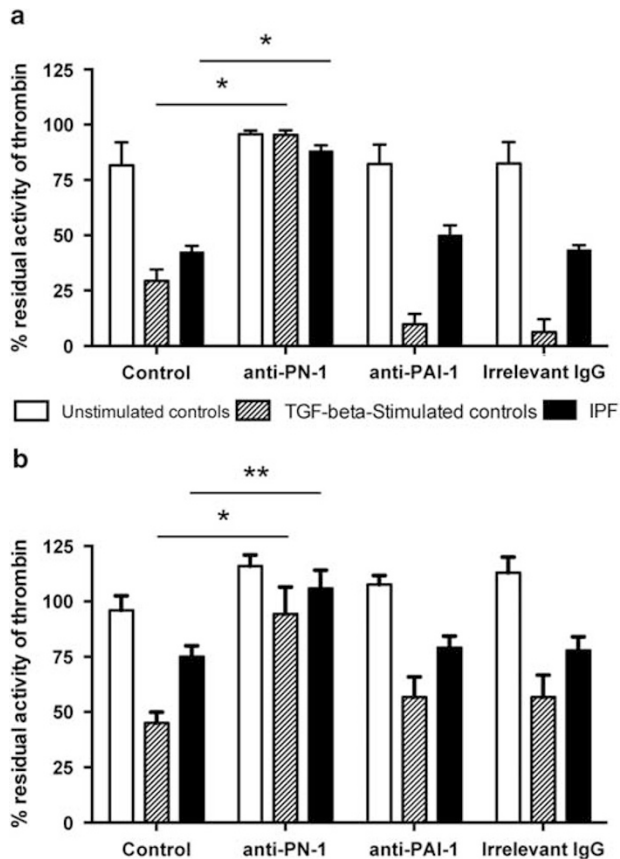 a
*
*
% residual activity of thrombin
125
100
75
50
25
0
Control anti-PN-1 anti-PAI-1 Irrelevant IgG
Unstimulated controls TGF-beta-Stimulated controls IPF
b
**
*
% residual activity of thrombin
125
100
75
50
25
0
Control anti-PN-1 anti-PAI-1 Irrelevant IgG